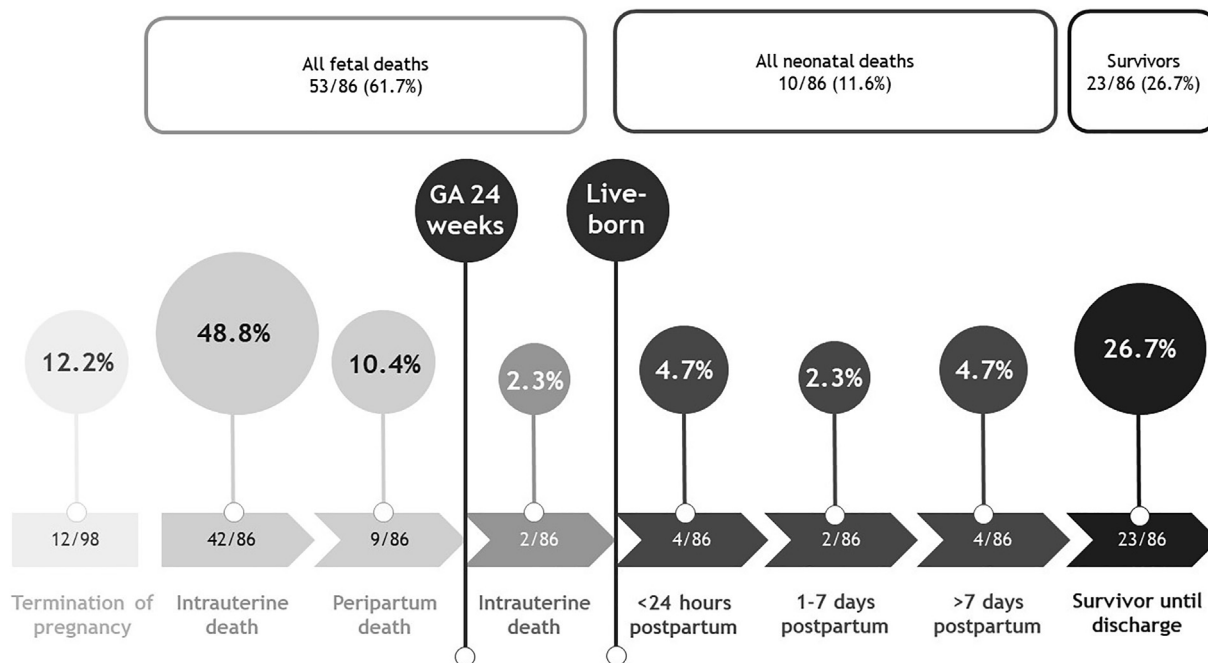 All fetal deaths
53/86 (61.7%)
All neonatal deaths
10/86 (11.6%)
Survivors
23/86 (26.7%)
GA 24
weeks
Live-
born
12.2%
48.8%
10.4%
2.3%
4.7%
2.3%
4.7%
26.7%
12/98
42/86
9/86
2/86
4/86
2/86
4/86
23/86
Termination of
pregnancy
Intrauterine
death
Peripartum
death
Intrauterine
death
<24 hours
postpartum
1-7 days
postpartum
>7 days
postpartum
Survivor until
discharge